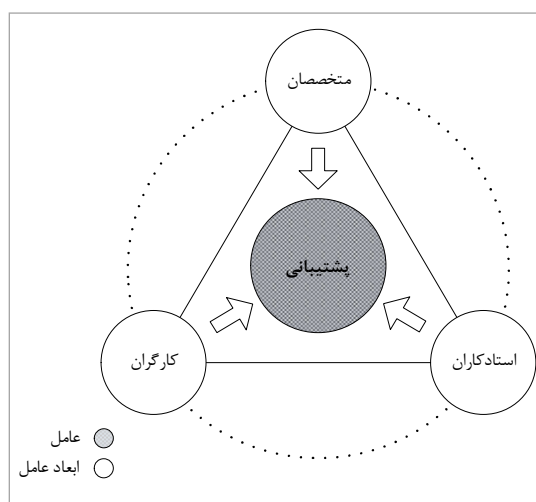 متخصصان
پشتیبانی
استادکاران
کارگران
عامل
ابعاد عامل